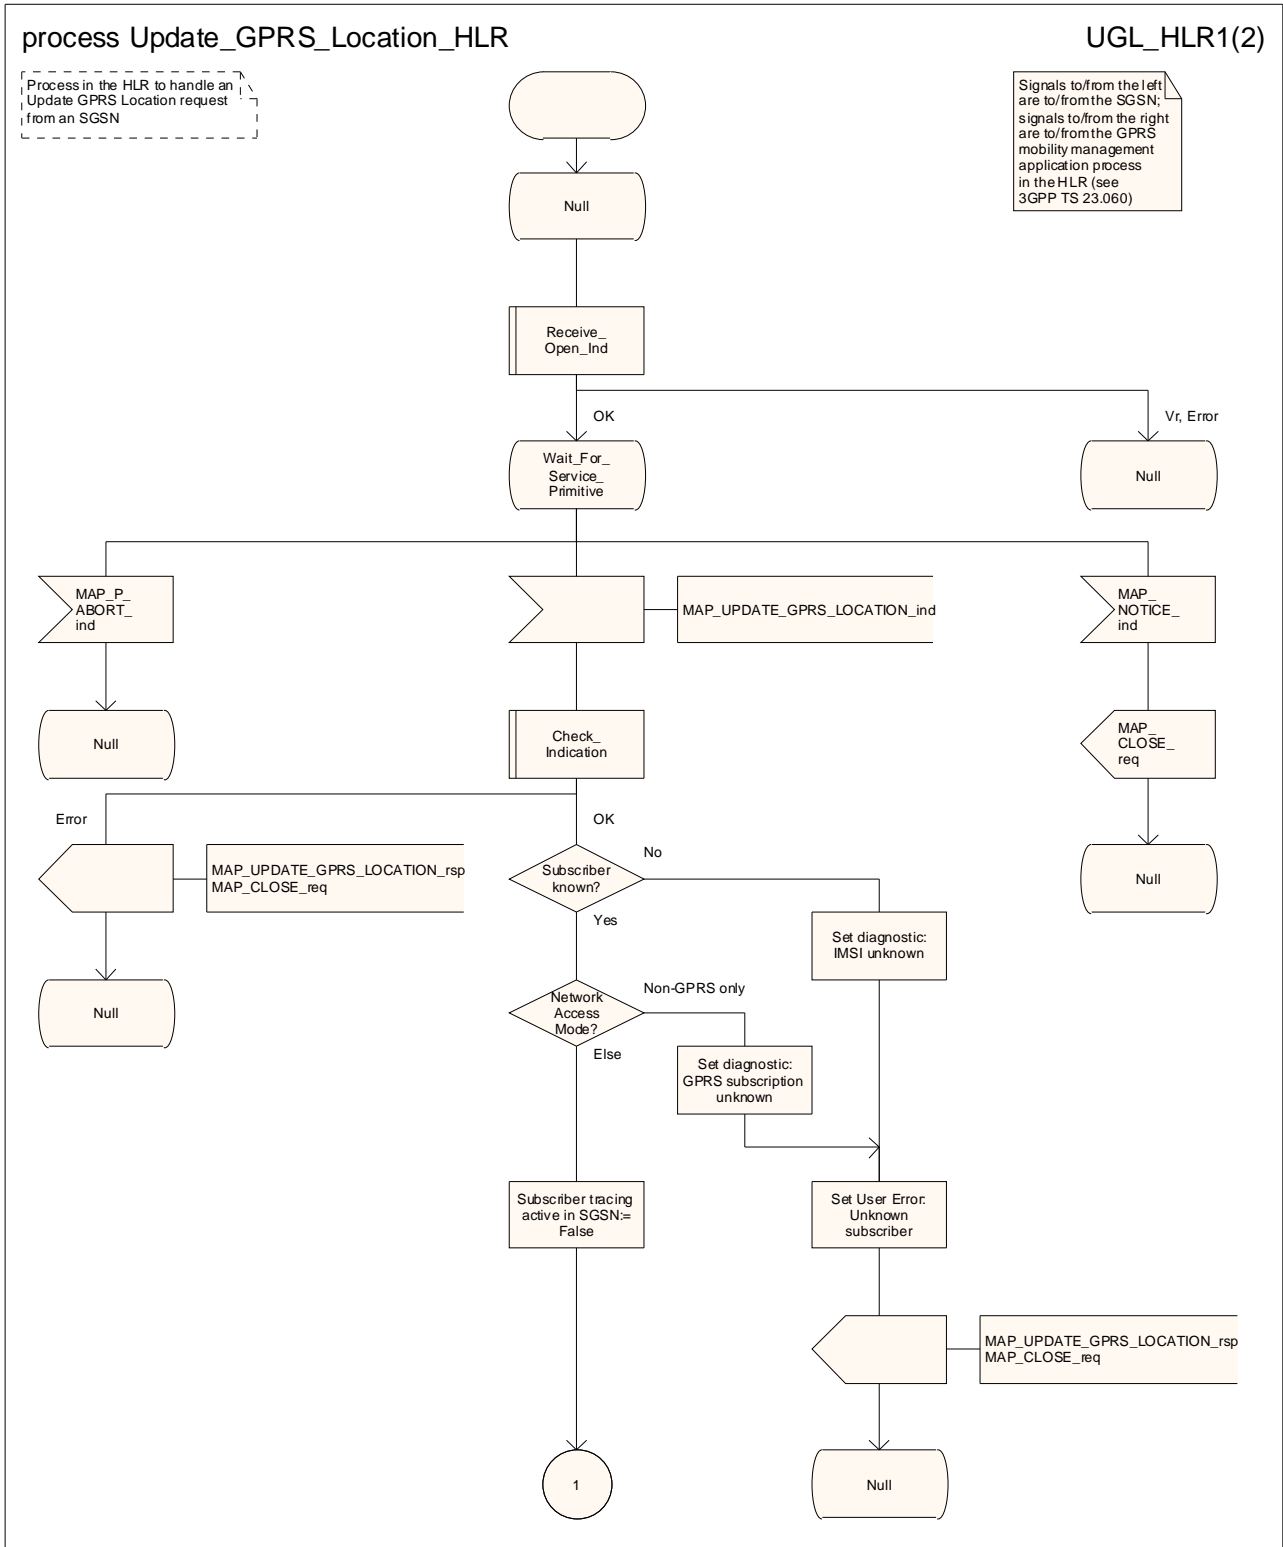 process Update_GPRS_Location_HLR
UGL_HLR1(2)
Process in the HLR to handle an
Update GPRS Location request
from an SGSN
Signals to/from the left
are to/from the SGSN;
signals to/from the right
are to/from the GPRS
mobility management
application process
in the HLR (see
3GPP TS 23.060)
Null
Receive_
Open_Ind
OK
Vr, Error
Wait_For_
Service_
Primitive
Null
MAP_P_
ABORT_
ind
MAP_UPDATE_GPRS_LOCATION_ind
MAP_
NOTICE_
ind
Null
Check_
Indication
MAP_
CLOSE_
req
Error
OK
MAP_UPDATE_GPRS_LOCATION_rsp
MAP_CLOSE_req
Subscriber
known?
No
Yes
Null
Set diagnostic:
IMSI unknown
Null
Network
Access
Mode?
Non-GPRS only
Else
Set diagnostic:
GPRS subscription
unknown
Subscriber tracing
active in SGSN:=
False
Set User Error:
Unknown
subscriber
MAP_UPDATE_GPRS_LOCATION_rsp
MAP_CLOSE_req
1
Null